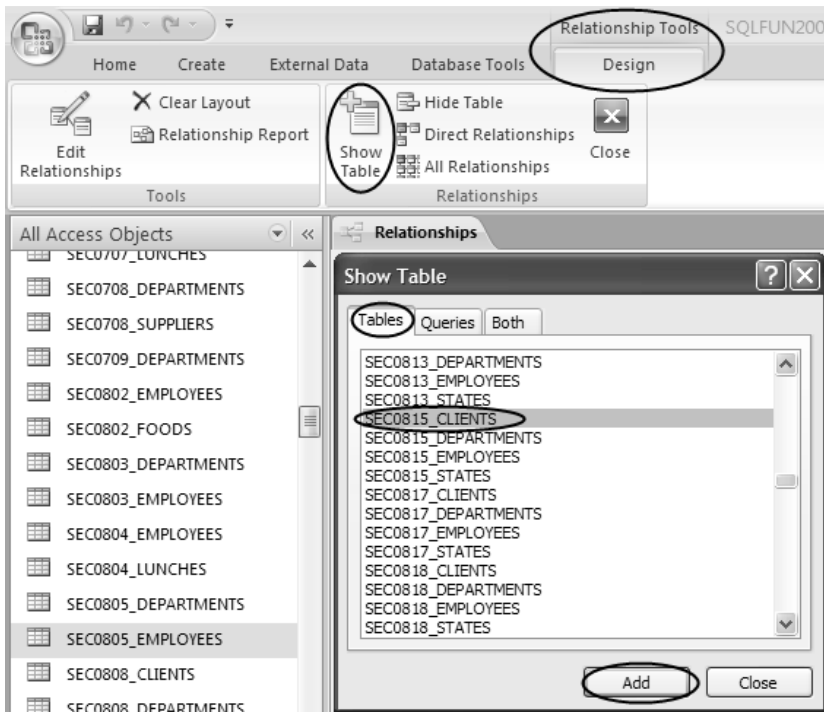 Relationship Tools
SQLFUN200
Home Create External Data Database Tools Design
Edit Relationships
Clear Layout
Relationship Report
Tools
Show Table
Hide Table
Direct Relationships
All Relationships
Close
Relationships
All Access Objects
SEC0707_LUNCHES
SEC0708_DEPARTMENTS
SEC0708_SUPPLIERS
SEC0709_DEPARTMENTS
SEC0802_EMPLOYEES
SEC0802_FOODS
SEC0803_DEPARTMENTS
SEC0803_EMPLOYEES
SEC0804_EMPLOYEES
SEC0804_LUNCHES
SEC0805_DEPARTMENTS
SEC0805_EMPLOYEES
SEC0808_CLIENTS
SEC0808_DEPARTMENTS
Relationships
Show Table
Tables Queries Both
SEC0813_DEPARTMENTS
SEC0813_EMPLOYEES
SEC0813_STATES
SEC0815_CLIENTS
SEC0815_DEPARTMENTS
SEC0815_EMPLOYEES
SEC0815_STATES
SEC0817_CLIENTS
SEC0817_DEPARTMENTS
SEC0817_EMPLOYEES
SEC0817_STATES
SEC0818_CLIENTS
SEC0818_DEPARTMENTS
SEC0818_EMPLOYEES
SEC0818_STATES
Add Close